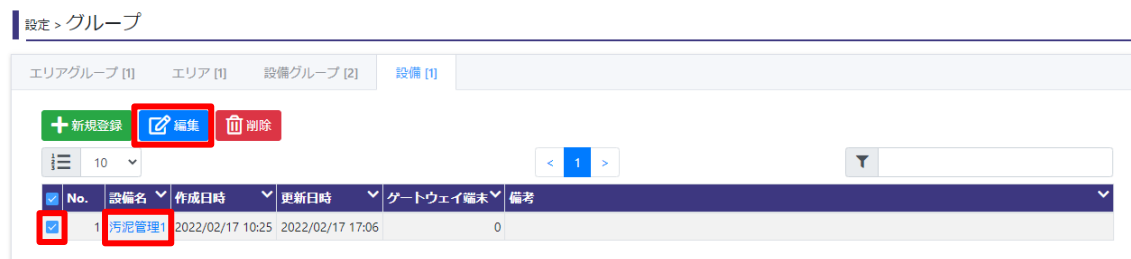 設定 > グループ
エリアグループ [1] エリア [1] 設備グループ [2] 設備 [1]
新規登録 編集 削除
10 < 1 >
No. 設備名 作成日時 更新日時 ゲートウェイ端末 備考
1 汚泥管理1 2022/02/17 10:25 2022/02/17 17:06 0